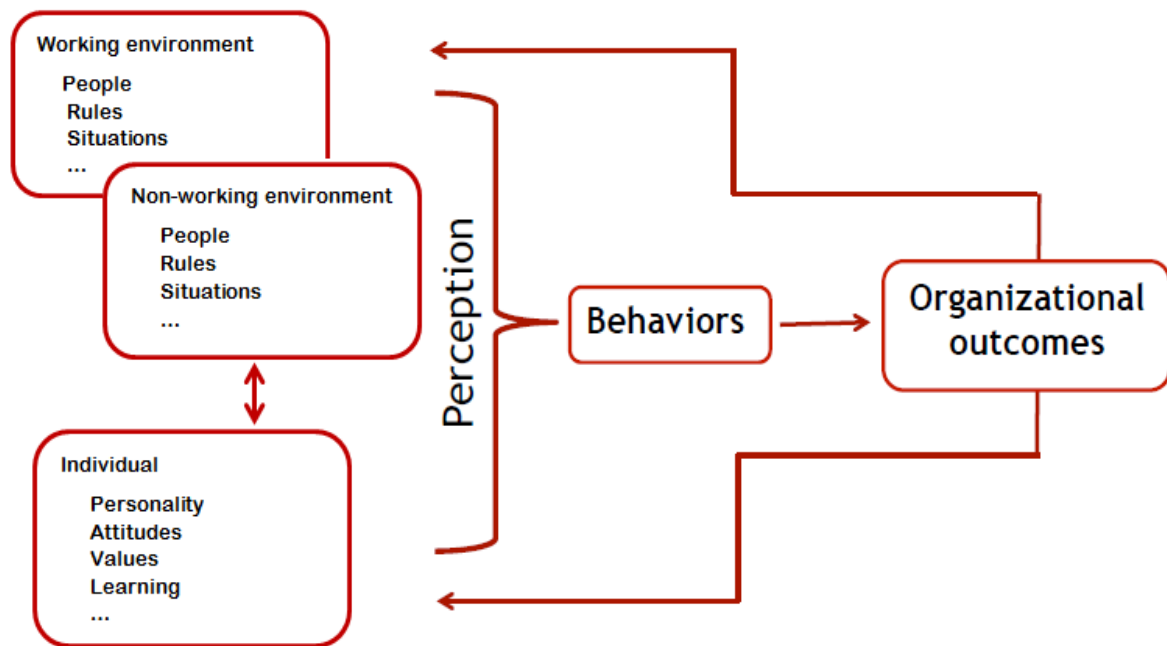 Working environment
People
Rules
Situations
...
Non-working environment
People
Rules
Situations
...
Individual
Personality
Attitudes
Values
Learning
...
Perception
Behaviors
Organizational
outcomes